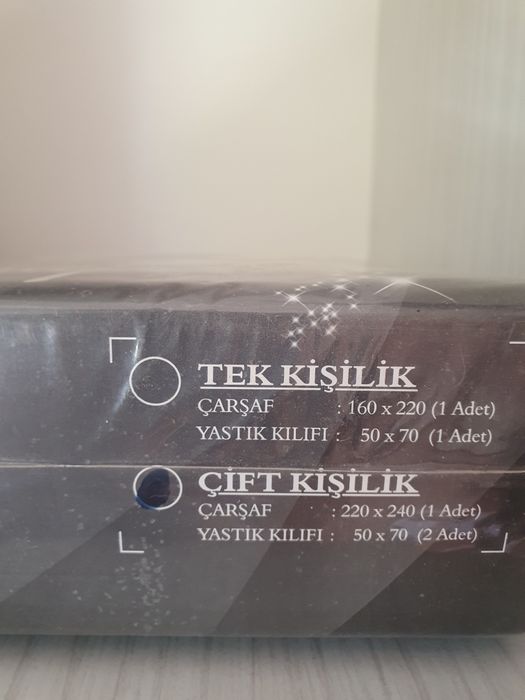 TEK KİŞİLİK
ÇARŞAF : 160 x 220 (1 Adet)
YASTIK KILIFI : 50 x 70 (1 Adet)
ÇİFT KİŞİLİK
ÇARŞAF : 220 x 240 (1 Adet)
YASTIK KILIFI : 50 x 70 (2 Adet)